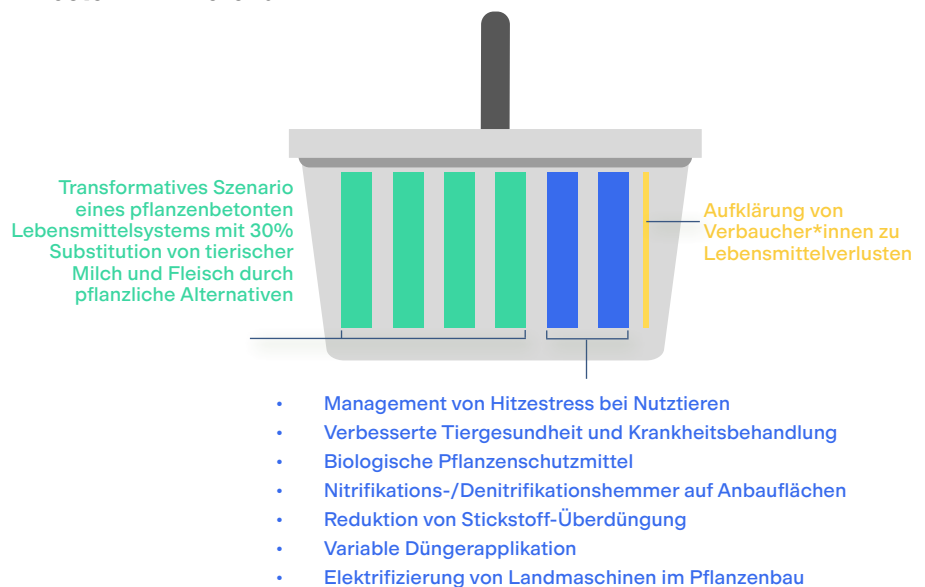 Transformatives Szenario
eines pflanzenbetonten
Lebensmittelsystems mit 30%
Substitution von tierischer
Milch und Fleisch durch
pflanzliche Alternativen
Aufklärung von
Verbaucher*innen zu
Lebensmittelverlusten
• Management von Hitzestress bei Nutztieren
• Verbesserte Tiergesundheit und Krankheitsbehandlung
• Biologische Pflanzenschutzmittel
• Nitrifikations-/Denitrifikationshemmer auf Anbauflächen
• Reduktion von Stickstoff-Überdüngung
• Variable Düngerapplikation
• Elektrifizierung von Landmaschinen im Pflanzenbau